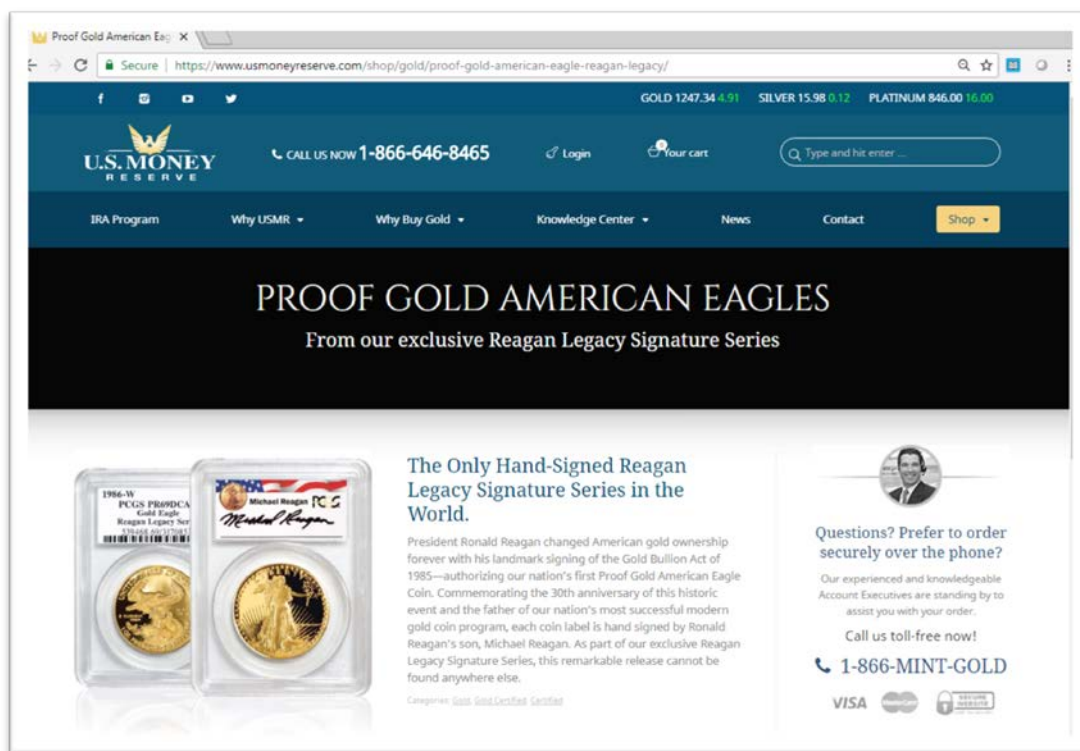 Proof Gold American Eag
Secure | https://www.usmoneyreserve.com/shop/gold/proof-gold-american-eagle-reagan-legacy/
GOLD 1247.34 4.91 SILVER 15.98 0.12 PLATINUM 846.00 16.00
U.S. MONEY
RESERVE
CALL US NOW 1-866-646-8465
Login
0
Your cart
Type and hit enter ...
IRA Program Why USMR Why Buy Gold Knowledge Center News Contact Shop
PROOF GOLD AMERICAN EAGLES
From our exclusive Reagan Legacy Signature Series
1986-W
PCGS PR69DCA
Gold Eagle
Reagan Legacy Ser
Michael Reagan PCGS
Michael Reagan
The Only Hand-Signed Reagan
Legacy Signature Series in the
World.
President Ronald Reagan changed American gold ownership
forever with his landmark signing of the Gold Bullion Act of
1985—authorizing our nation's first Proof Gold American Eagle
Coin. Commemorating the 30th anniversary of this historic
event and the father of our nation's most successful modern
gold coin program, each coin label is hand signed by Ronald
Reagan's son, Michael Reagan. As part of our exclusive Reagan
Legacy Signature Series, this remarkable release cannot be
found anywhere else.
Categories: Gold, Gold Certified, Certified
Questions? Prefer to order
securely over the phone?
Our experienced and knowledgeable
Account Executives are standing by to
assist you with your order.
Call us toll-free now!
1-866-MINT-GOLD
VISA MasterCard SECURE
WEBSITE